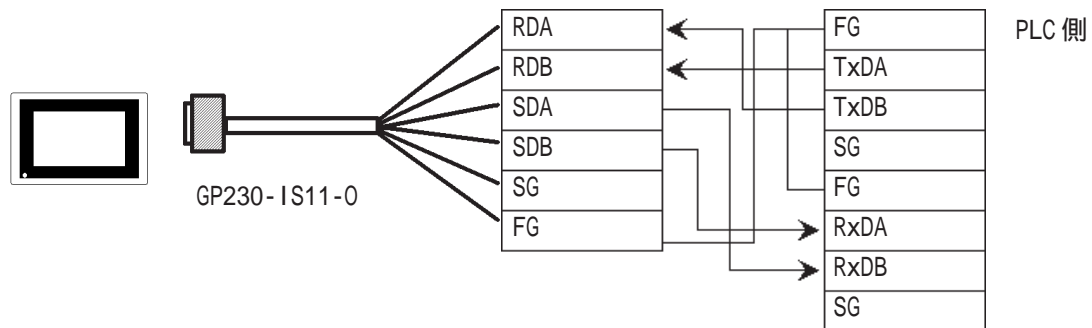 RDA
RDB
SDA
SDB
SG
FG
GP230-IS11-O
FG
TxDA
TxDB
SG
FG
RxDA
RxDB
SG
PLC 側